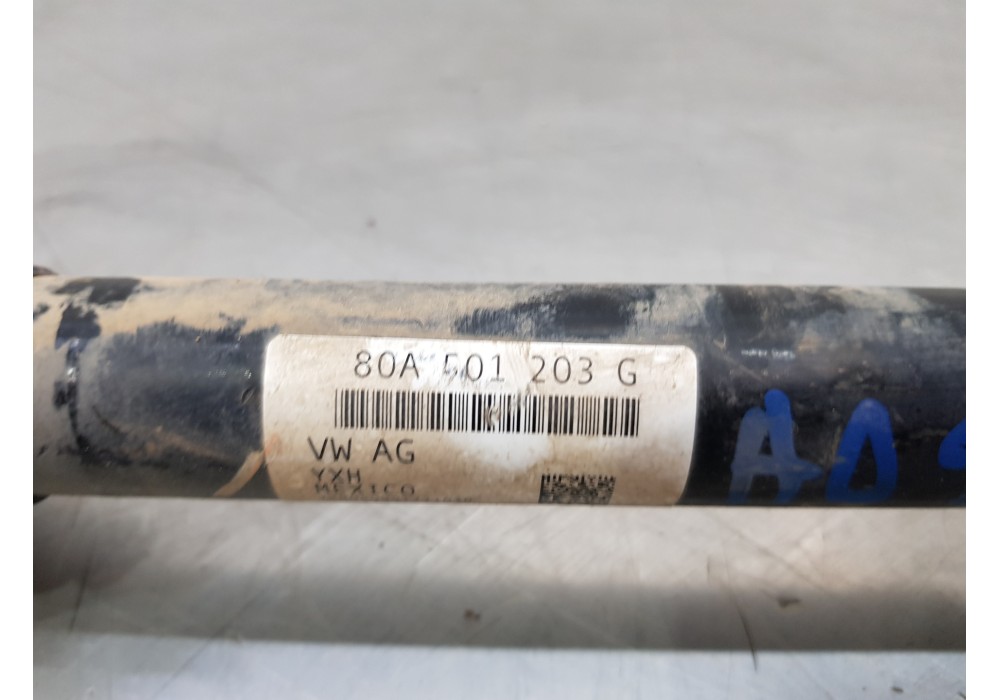 80A 501 203 G
VW AG
YXH
MEXICO